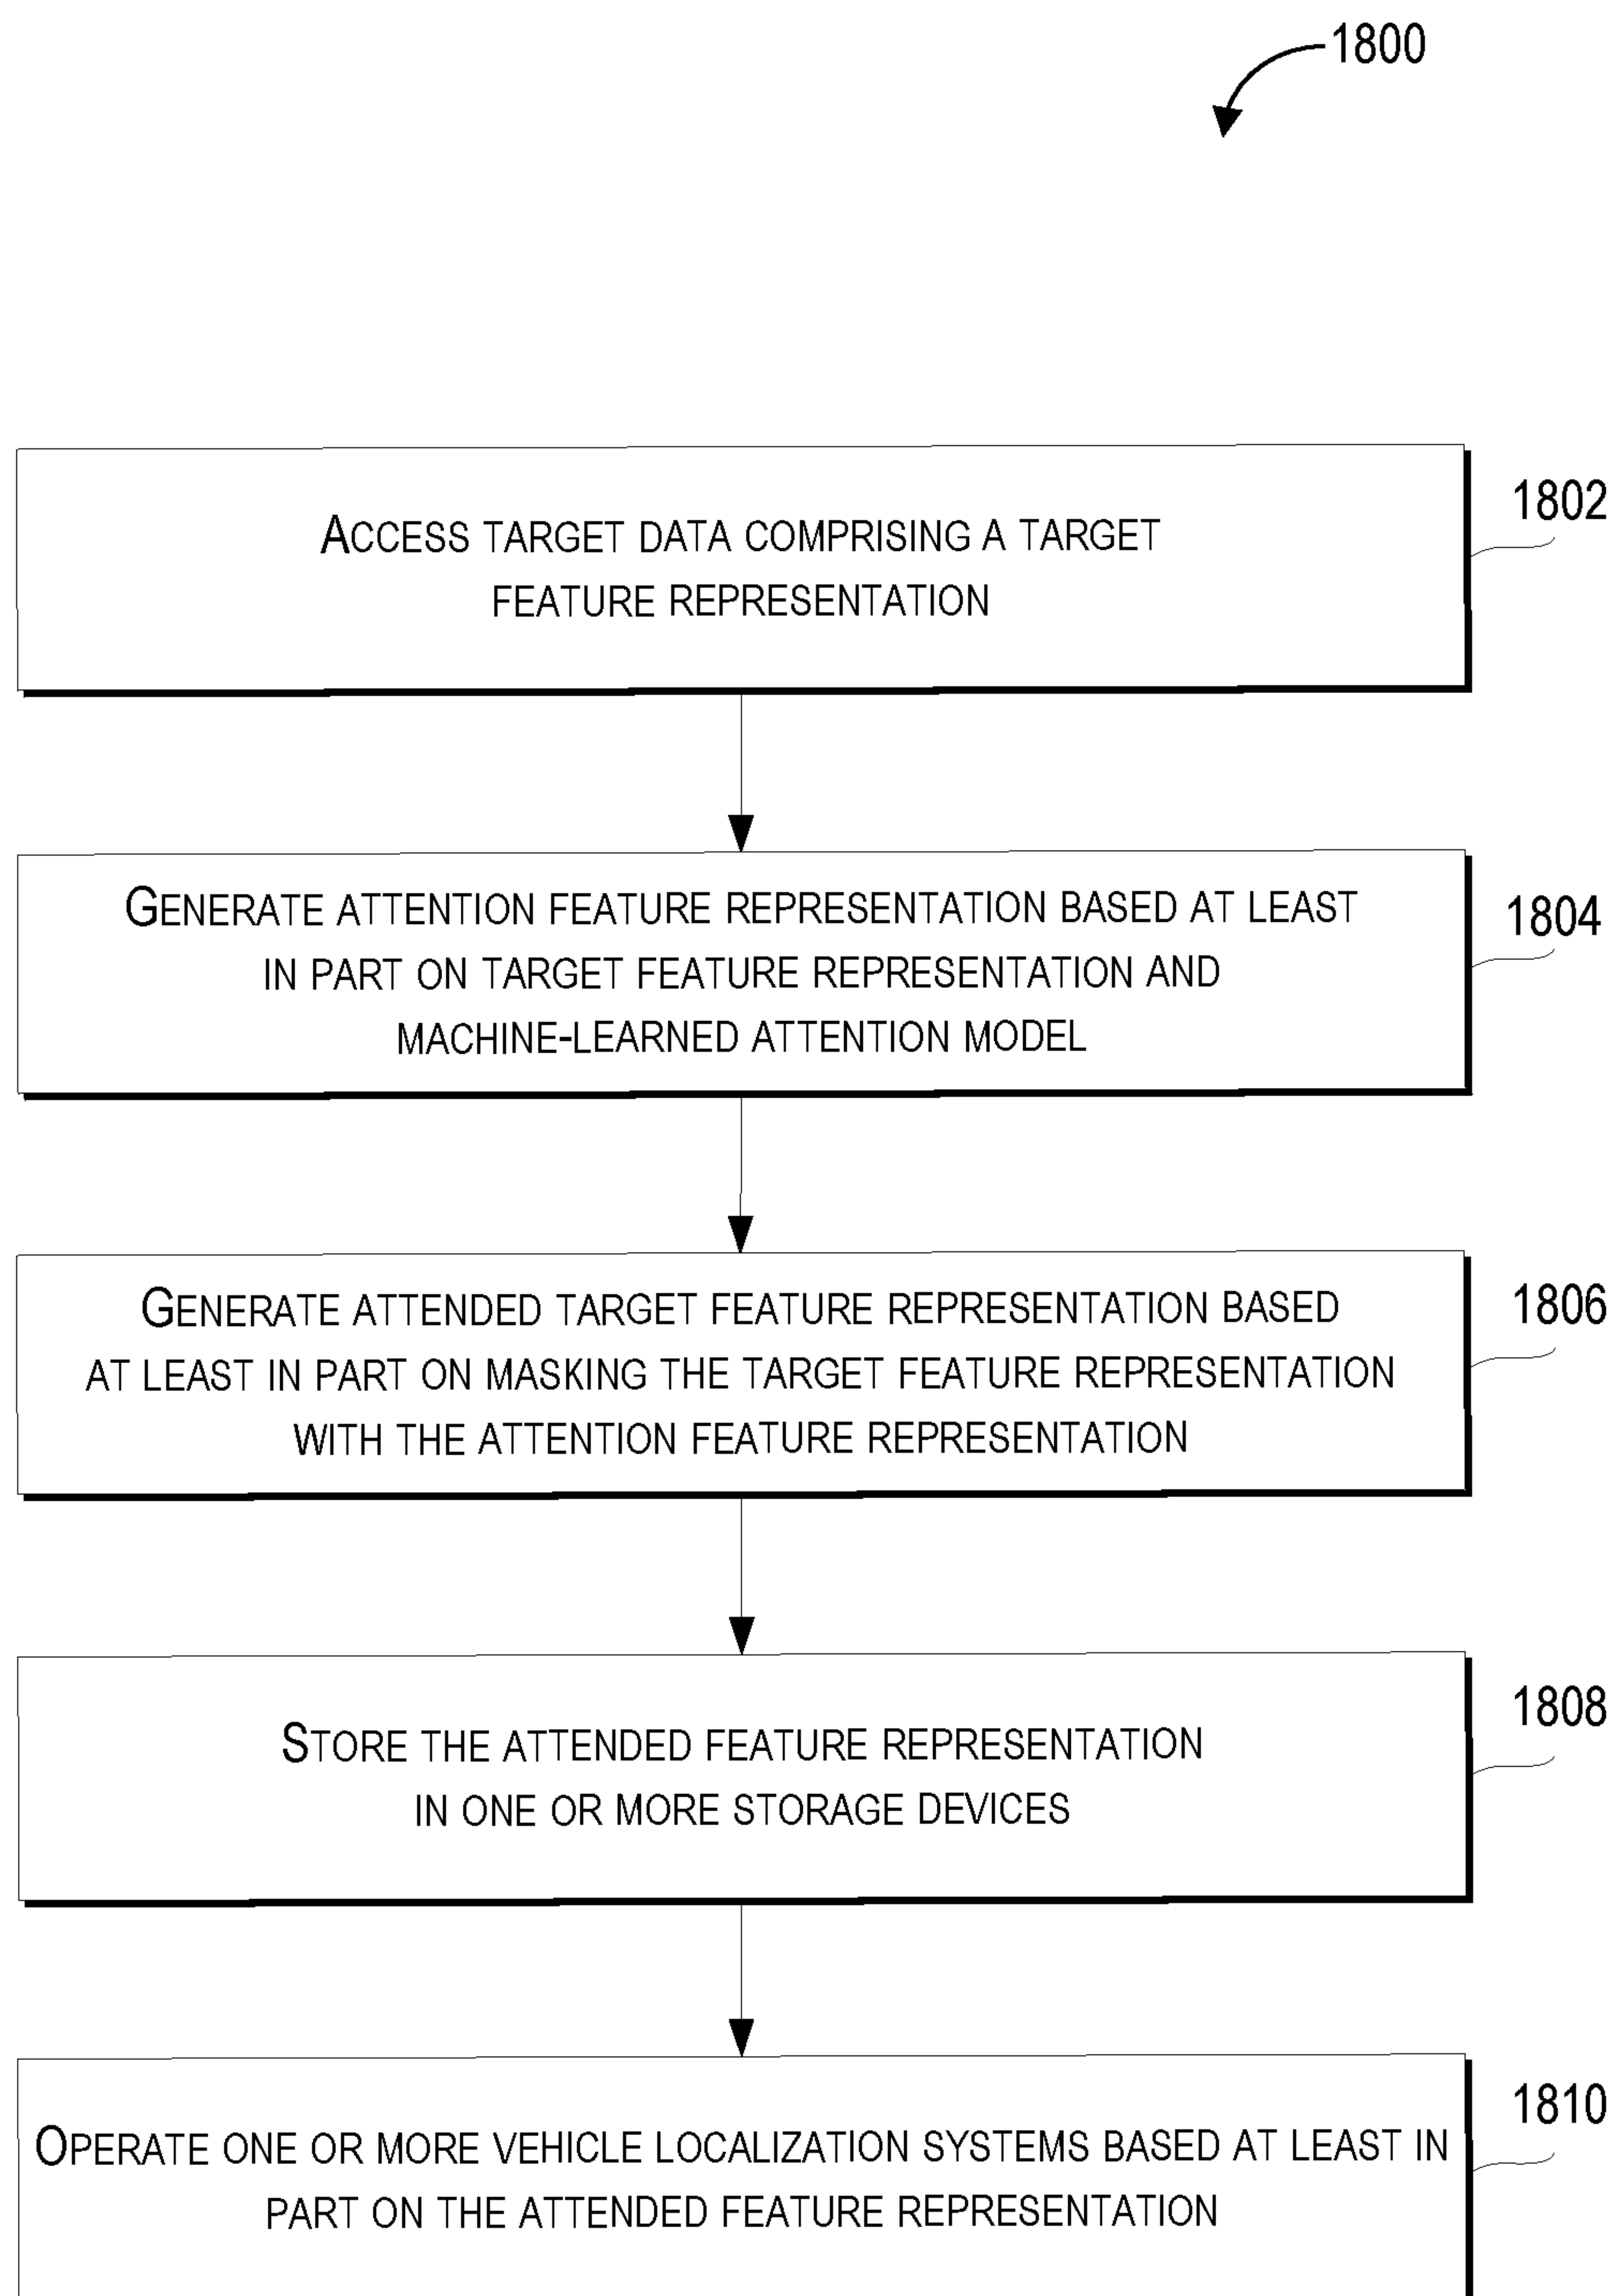 1800
ACCESS TARGET DATA COMPRISING A TARGET
FEATURE REPRESENTATION
1802
GENERATE ATTENTION FEATURE REPRESENTATION BASED AT LEAST
IN PART ON TARGET FEATURE REPRESENTATION AND
MACHINE-LEARNED ATTENTION MODEL
1804
GENERATE ATTENDED TARGET FEATURE REPRESENTATION BASED
AT LEAST IN PART ON MASKING THE TARGET FEATURE REPRESENTATION
WITH THE ATTENTION FEATURE REPRESENTATION
1806
STORE THE ATTENDED FEATURE REPRESENTATION
IN ONE OR MORE STORAGE DEVICES
1808
OPERATE ONE OR MORE VEHICLE LOCALIZATION SYSTEMS BASED AT LEAST IN
PART ON THE ATTENDED FEATURE REPRESENTATION
1810